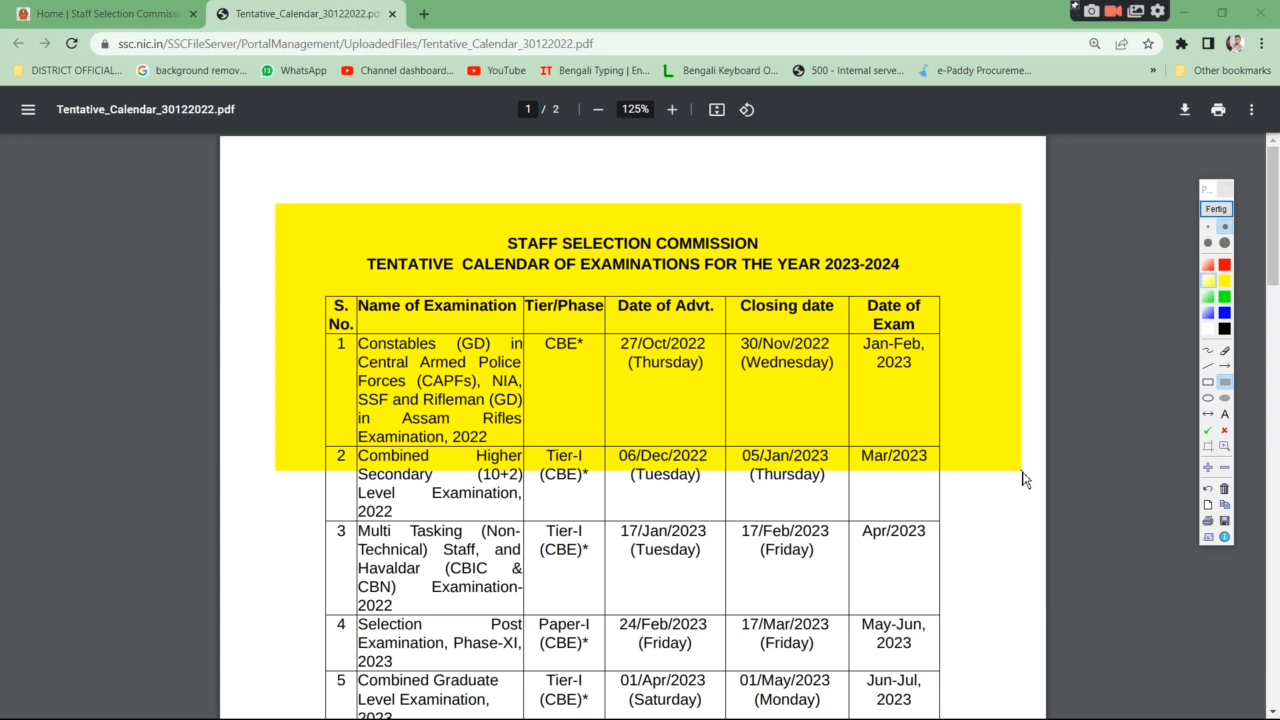 Home | Staff Selection Commissi
Tentative_Calendar_30122022.pd
ssc.nic.in/SSCFileServer/PortalManagement/UploadedFiles/Tentative_Calendar_30122022.pdf
DISTRICT OFFICIAL... background remov... WhatsApp Channel dashboard... YouTube Bengali Typing | En... Bengali Keyboard O... 500 - Internal serve... e-Paddy Procureme... » Other bookmarks
Tentative_Calendar_30122022.pdf 1 / 2 125%
P...
Fertig
STAFF SELECTION COMMISSION
TENTATIVE CALENDAR OF EXAMINATIONS FOR THE YEAR 2023-2024
S. Name of Examination Tier/Phase Date of Advt. Closing date Date of
No. Exam
1 Constables (GD) in CBE* 27/Oct/2022 30/Nov/2022 Jan-Feb,
Central Armed Police (Thursday) (Wednesday) 2023
Forces (CAPFs), NIA,
SSF and Rifleman (GD)
in Assam Rifles
Examination, 2022
2 Combined Higher Tier-I 06/Dec/2022 05/Jan/2023 Mar/2023
Secondary (10+2) (CBE)* (Tuesday) (Thursday)
Level Examination,
2022
3 Multi Tasking (Non- Tier-I 17/Jan/2023 17/Feb/2023 Apr/2023
Technical) Staff, and (CBE)* (Tuesday) (Friday)
Havaldar (CBIC &
CBN) Examination-
2022
4 Selection Post Paper-I 24/Feb/2023 17/Mar/2023 May-Jun,
Examination, Phase-XI, (CBE)* (Friday) (Friday) 2023
2023
5 Combined Graduate Tier-I 01/Apr/2023 01/May/2023 Jun-Jul,
Level Examination, (CBE)* (Saturday) (Monday) 2023
2023